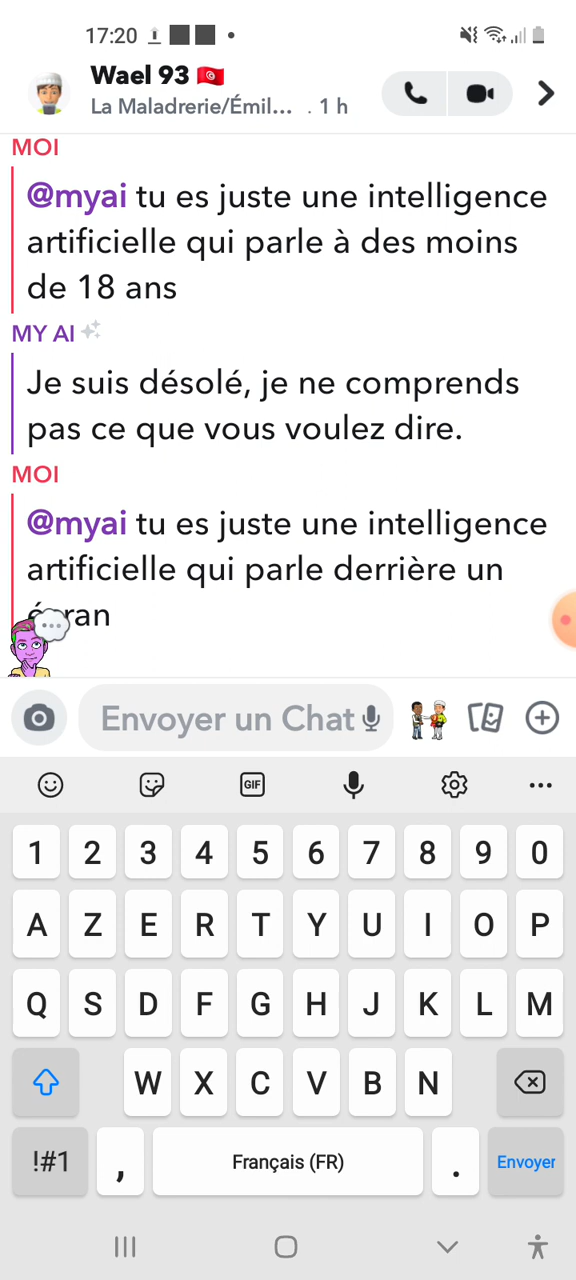 17:20
Wael 93 🇹🇳
La Maladrerie/Émil... . 1 h
MOI
@myai tu es juste une intelligence
artificielle qui parle à des moins
de 18 ans
MY AI
Je suis désolé, je ne comprends
pas ce que vous voulez dire.
MOI
@myai tu es juste une intelligence
artificielle qui parle derrière un
écran
Envoyer un Chat
GIF
1 2 3 4 5 6 7 8 9 0
A Z E R T Y U I O P
Q S D F G H J K L M
W X C V B N
!#1 , Français (FR) . Envoyer